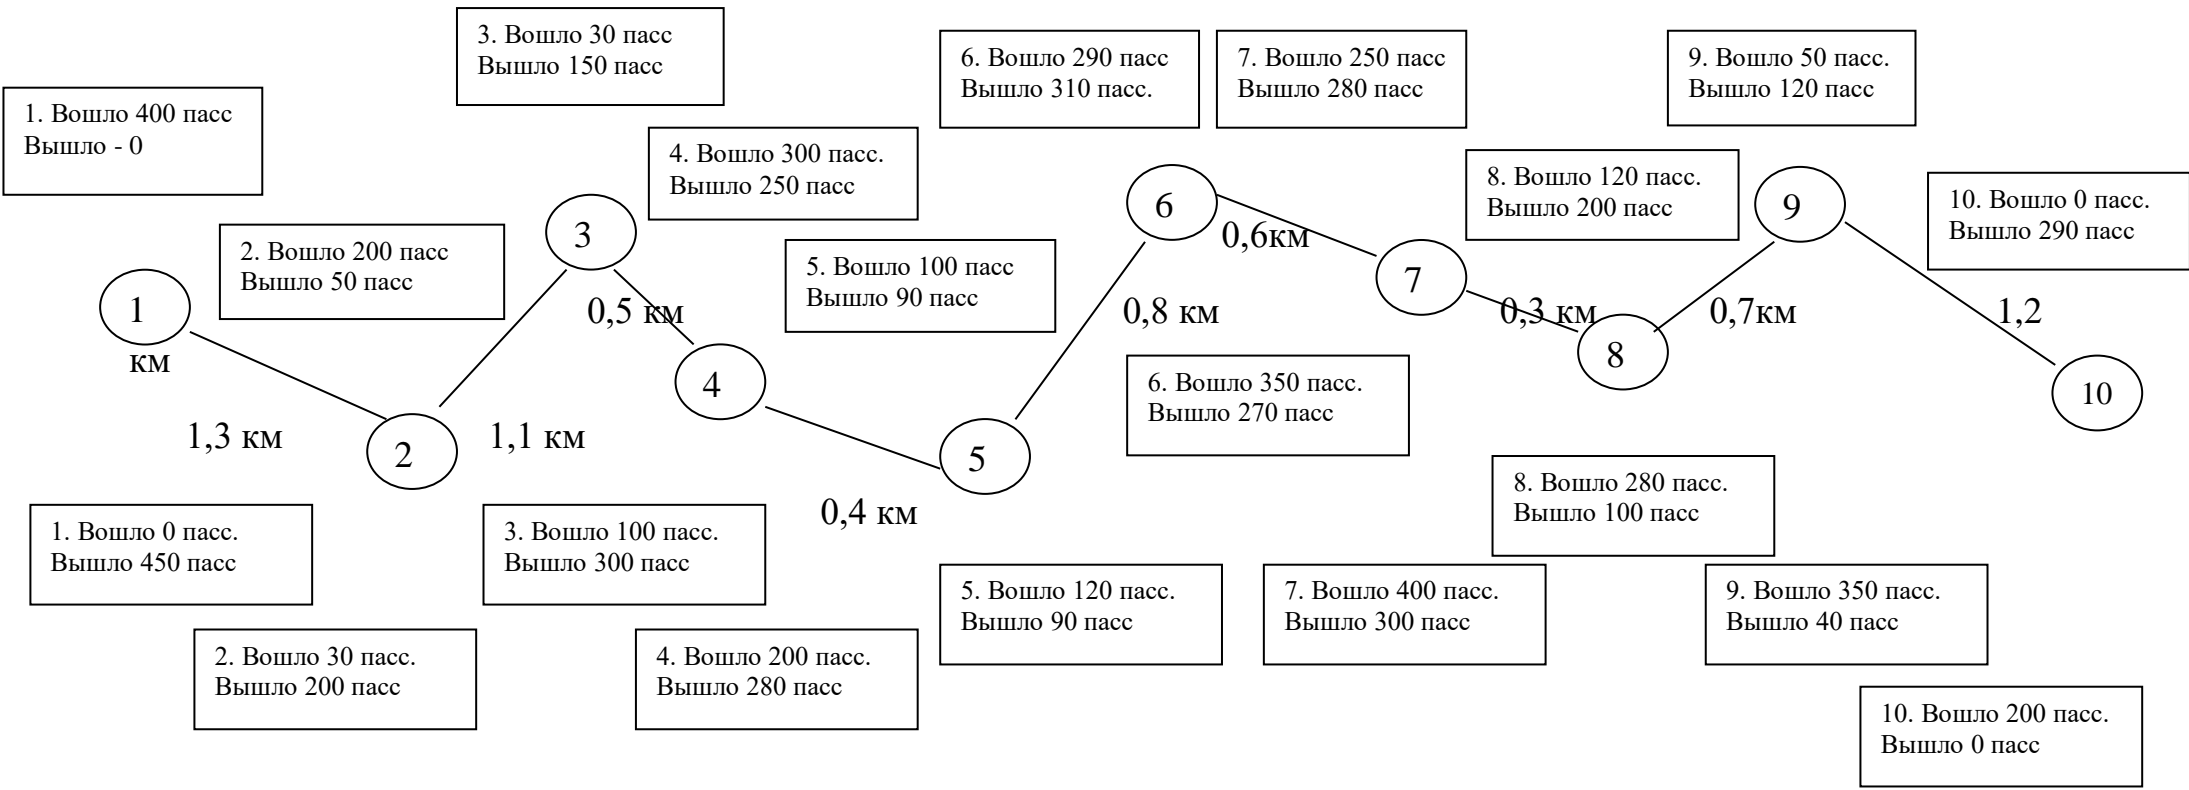 3. Вошло 30 пасс
Вышло 150 пасс
6. Вошло 290 пасс
Вышло 310 пасс.
7. Вошло 250 пасс
Вышло 280 пасс
9. Вошло 50 пасс.
Вышло 120 пасс
1. Вошло 400 пасс
Вышло - 0
4. Вошло 300 пасс.
Вышло 250 пасс
8. Вошло 120 пасс.
Вышло 200 пасс
10. Вошло 0 пасс.
Вышло 290 пасс
2. Вошло 200 пасс
Вышло 50 пасс
3
5. Вошло 100 пасс
Вышло 90 пасс
6
0,6км
9
7
1
0,5 км
0,8 км
0,3 км
0,7км
1,2
км
4
8
10
6. Вошло 350 пасс.
Вышло 270 пасс
1,3 км
2
1,1 км
5
0,4 км
8. Вошло 280 пасс.
Вышло 100 пасс
1. Вошло 0 пасс.
Вышло 450 пасс
3. Вошло 100 пасс.
Вышло 300 пасс
5. Вошло 120 пасс.
Вышло 90 пасс
7. Вошло 400 пасс.
Вышло 300 пасс
9. Вошло 350 пасс.
Вышло 40 пасс
2. Вошло 30 пасс.
Вышло 200 пасс
4. Вошло 200 пасс.
Вышло 280 пасс
10. Вошло 200 пасс.
Вышло 0 пасс